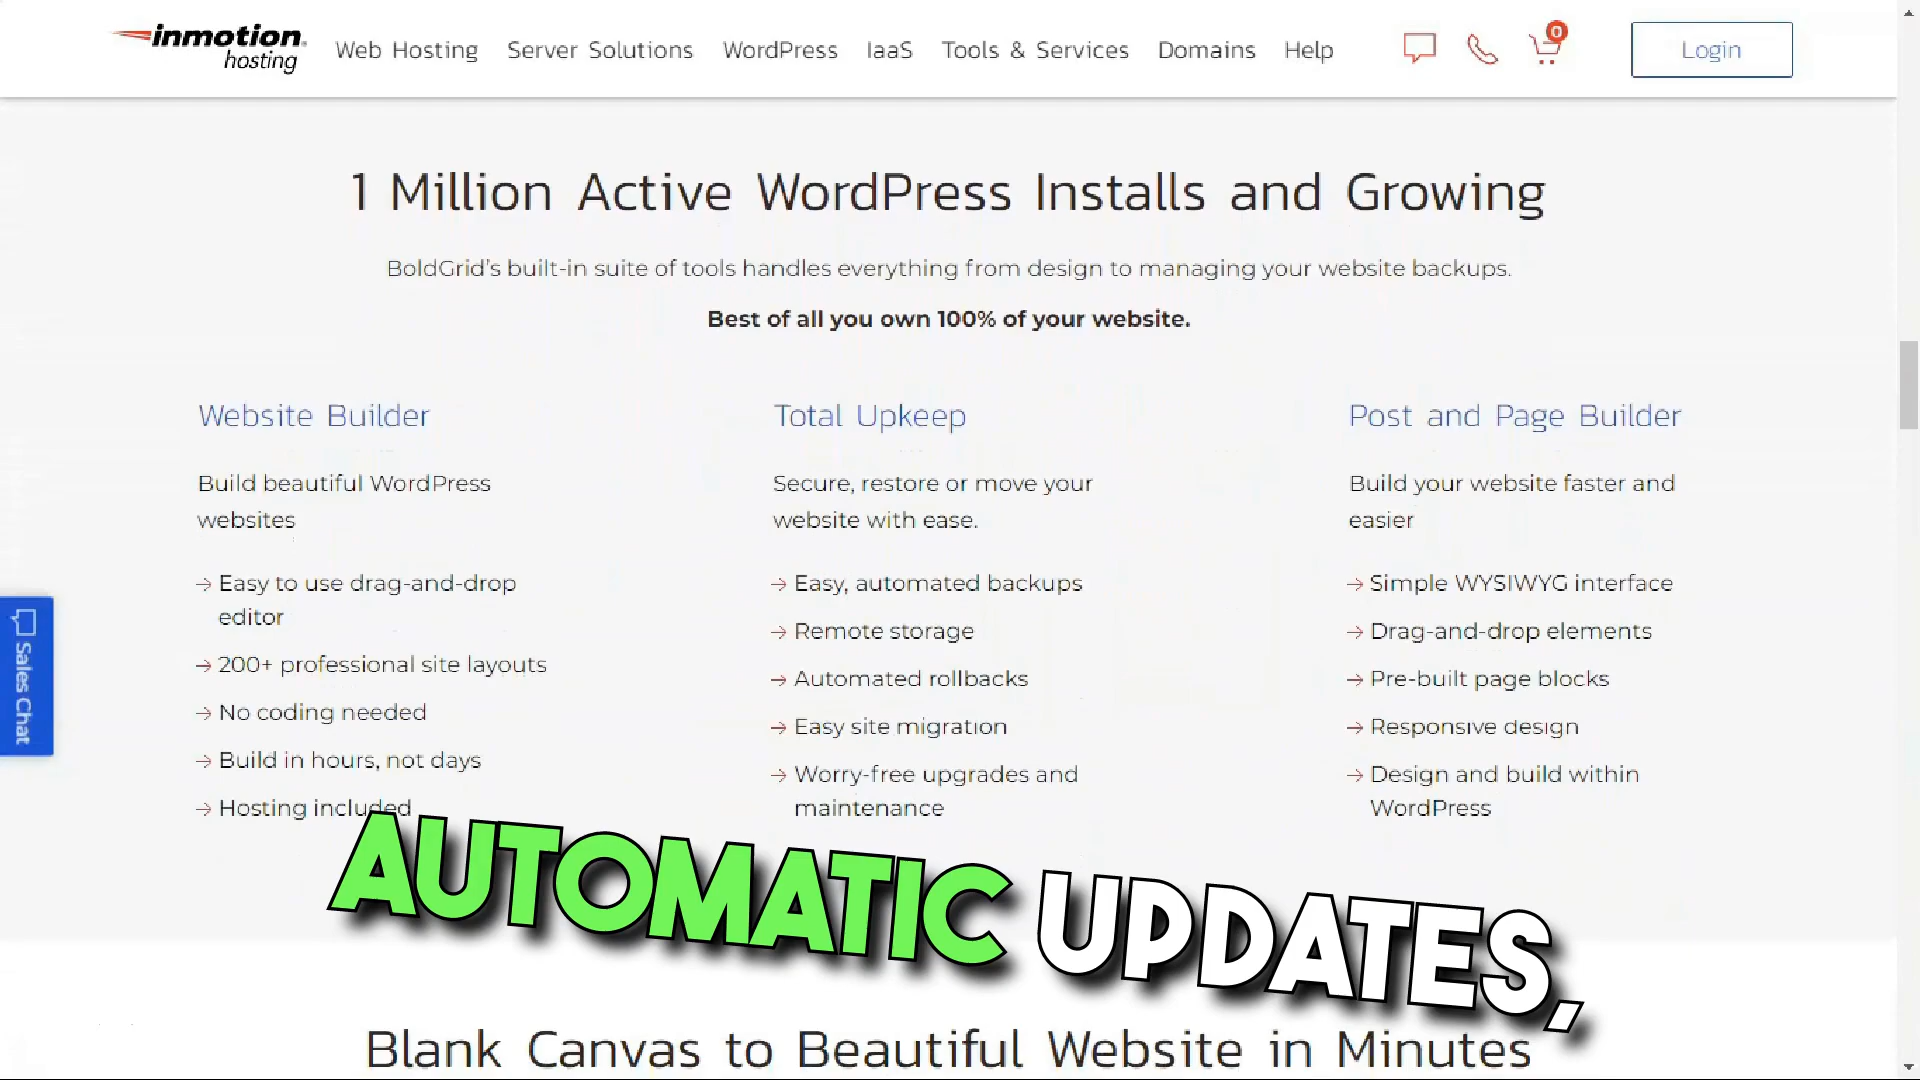 inmotion hosting
Web Hosting Server Solutions WordPress IaaS Tools & Services Domains Help 0 Login
1 Million Active WordPress Installs and Growing
BoldGrid's built-in suite of tools handles everything from design to managing your website backups.
Best of all you own 100% of your website.
Website Builder
Build beautiful WordPress
websites
→ Easy to use drag-and-drop
editor
→ 200+ professional site layouts
→ No coding needed
→ Build in hours, not days
→ Hosting included
Total Upkeep
Secure, restore or move your
website with ease.
→ Easy, automated backups
→ Remote storage
→ Automated rollbacks
→ Easy site migration
→ Worry-free upgrades and
maintenance
Post and Page Builder
Build your website faster and
easier
→ Simple WYSIWYG interface
→ Drag-and-drop elements
→ Pre-built page blocks
→ Responsive design
→ Design and build within
WordPress
Sales Chat
AUTOMATIC UPDATES,
Blank Canvas to Beautiful Website in Minutes